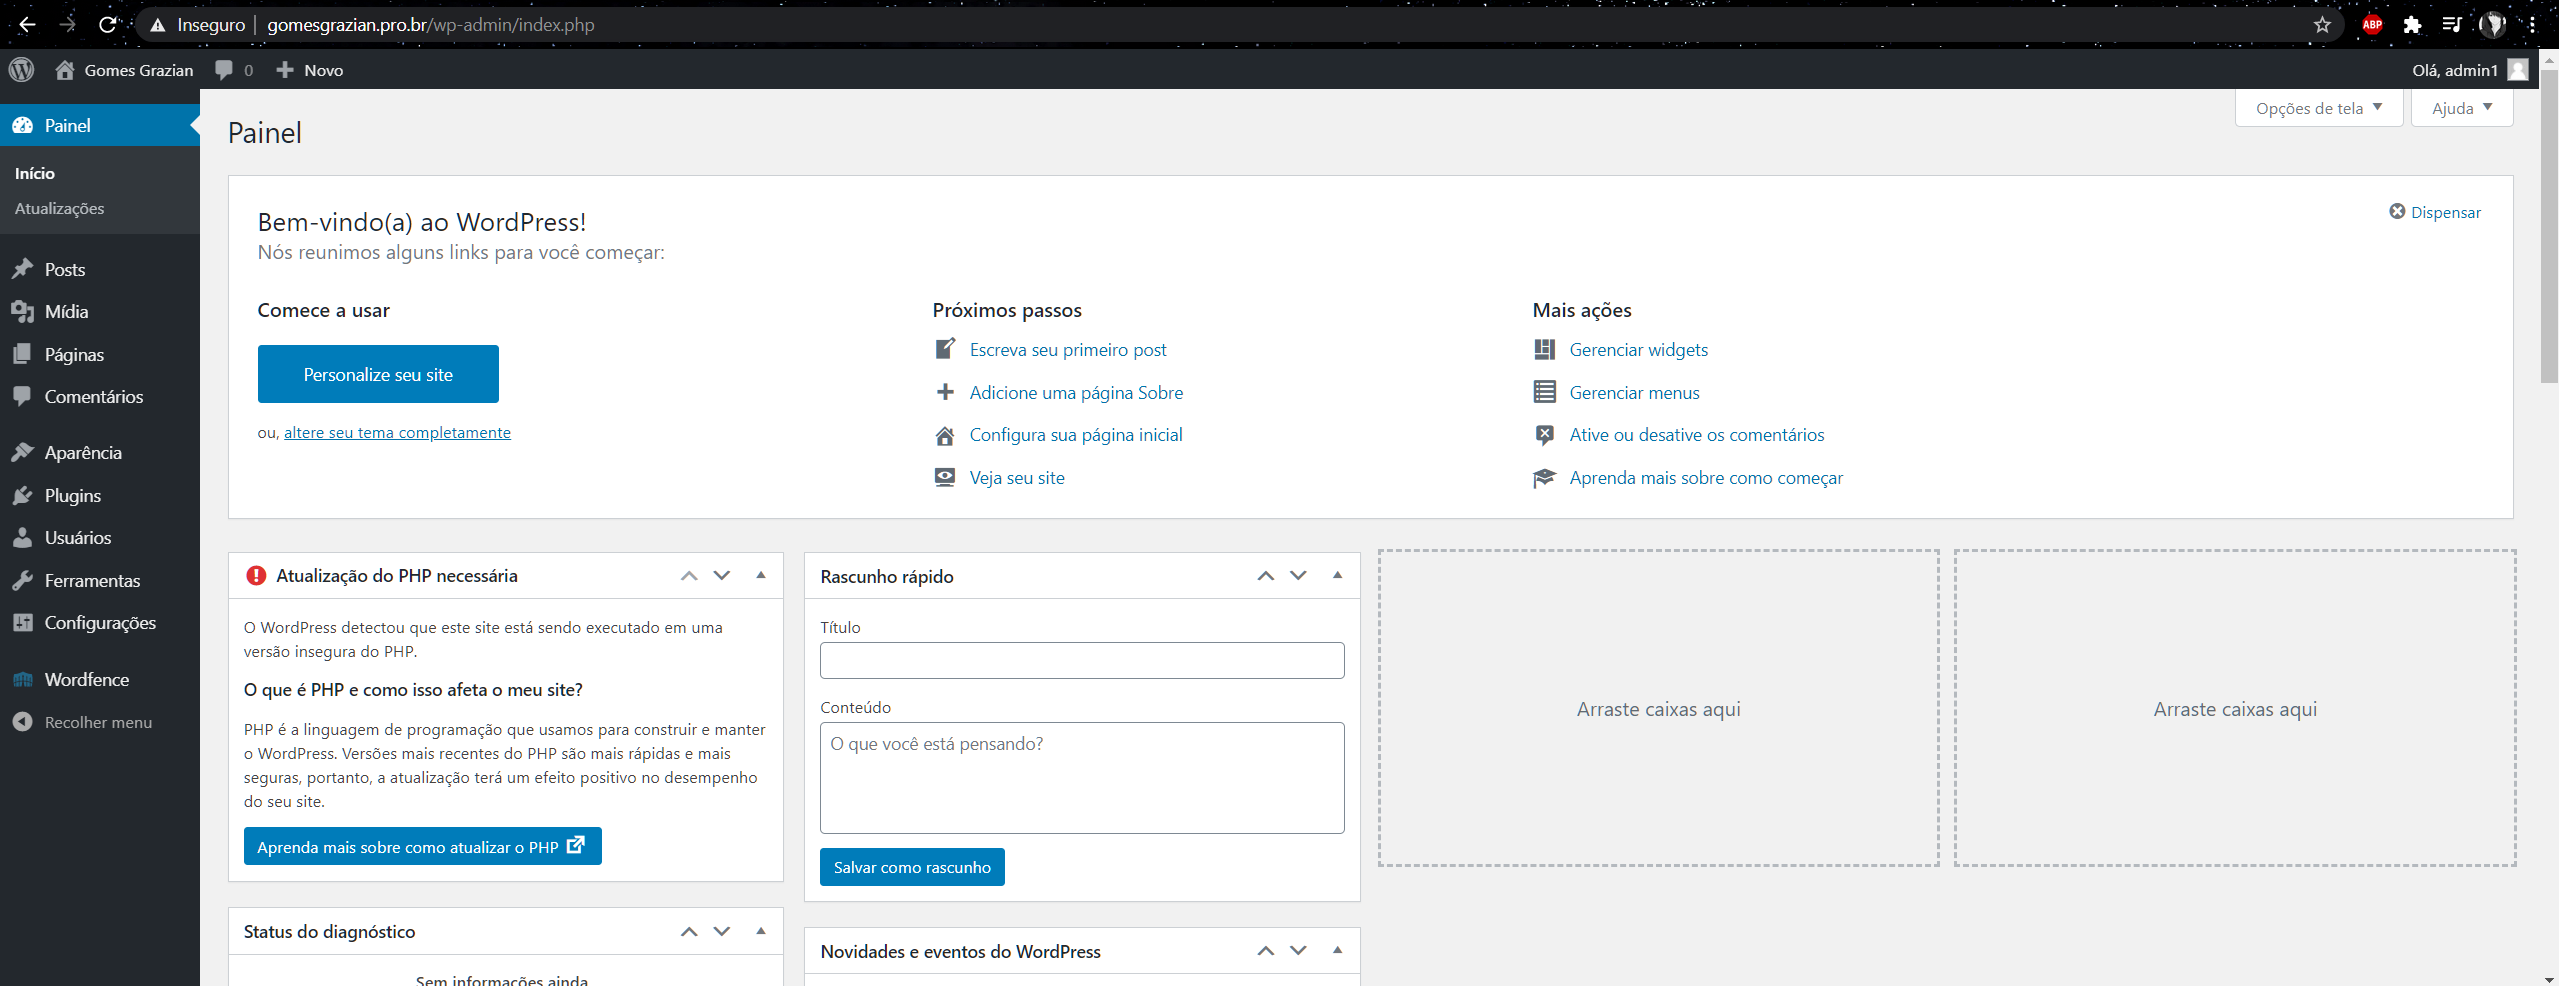 Inseguro | gomesgrazian.pro.br/wp-admin/index.php
ABP
Gomes Grazian 0 Novo
Olá, admin1
Painel
Início
Atualizações
Posts
Mídia
Páginas
Comentários
Aparência
Plugins
Usuários
Ferramentas
Configurações
Wordfence
Recolher menu
Opções de tela
Ajuda
Painel
Bem-vindo(a) ao WordPress!
Dispensar
Nós reunimos alguns links para você começar:
Comece a usar
Personalize seu site
ou, altere seu tema completamente
Próximos passos
Escreva seu primeiro post
Adicione uma página Sobre
Configura sua página inicial
Veja seu site
Mais ações
Gerenciar widgets
Gerenciar menus
Ative ou desative os comentários
Aprenda mais sobre como começar
Atualização do PHP necessária
O WordPress detectou que este site está sendo executado em uma
versão insegura do PHP.
O que é PHP e como isso afeta o meu site?
PHP é a linguagem de programação que usamos para construir e manter
o WordPress. Versões mais recentes do PHP são mais rápidas e mais
seguras, portanto, a atualização terá um efeito positivo no desempenho
do seu site.
Aprenda mais sobre como atualizar o PHP
Status do diagnóstico
Sem informações ainda
Rascunho rápido
Título
Conteúdo
O que você está pensando?
Salvar como rascunho
Novidades e eventos do WordPress
Arraste caixas aqui
Arraste caixas aqui